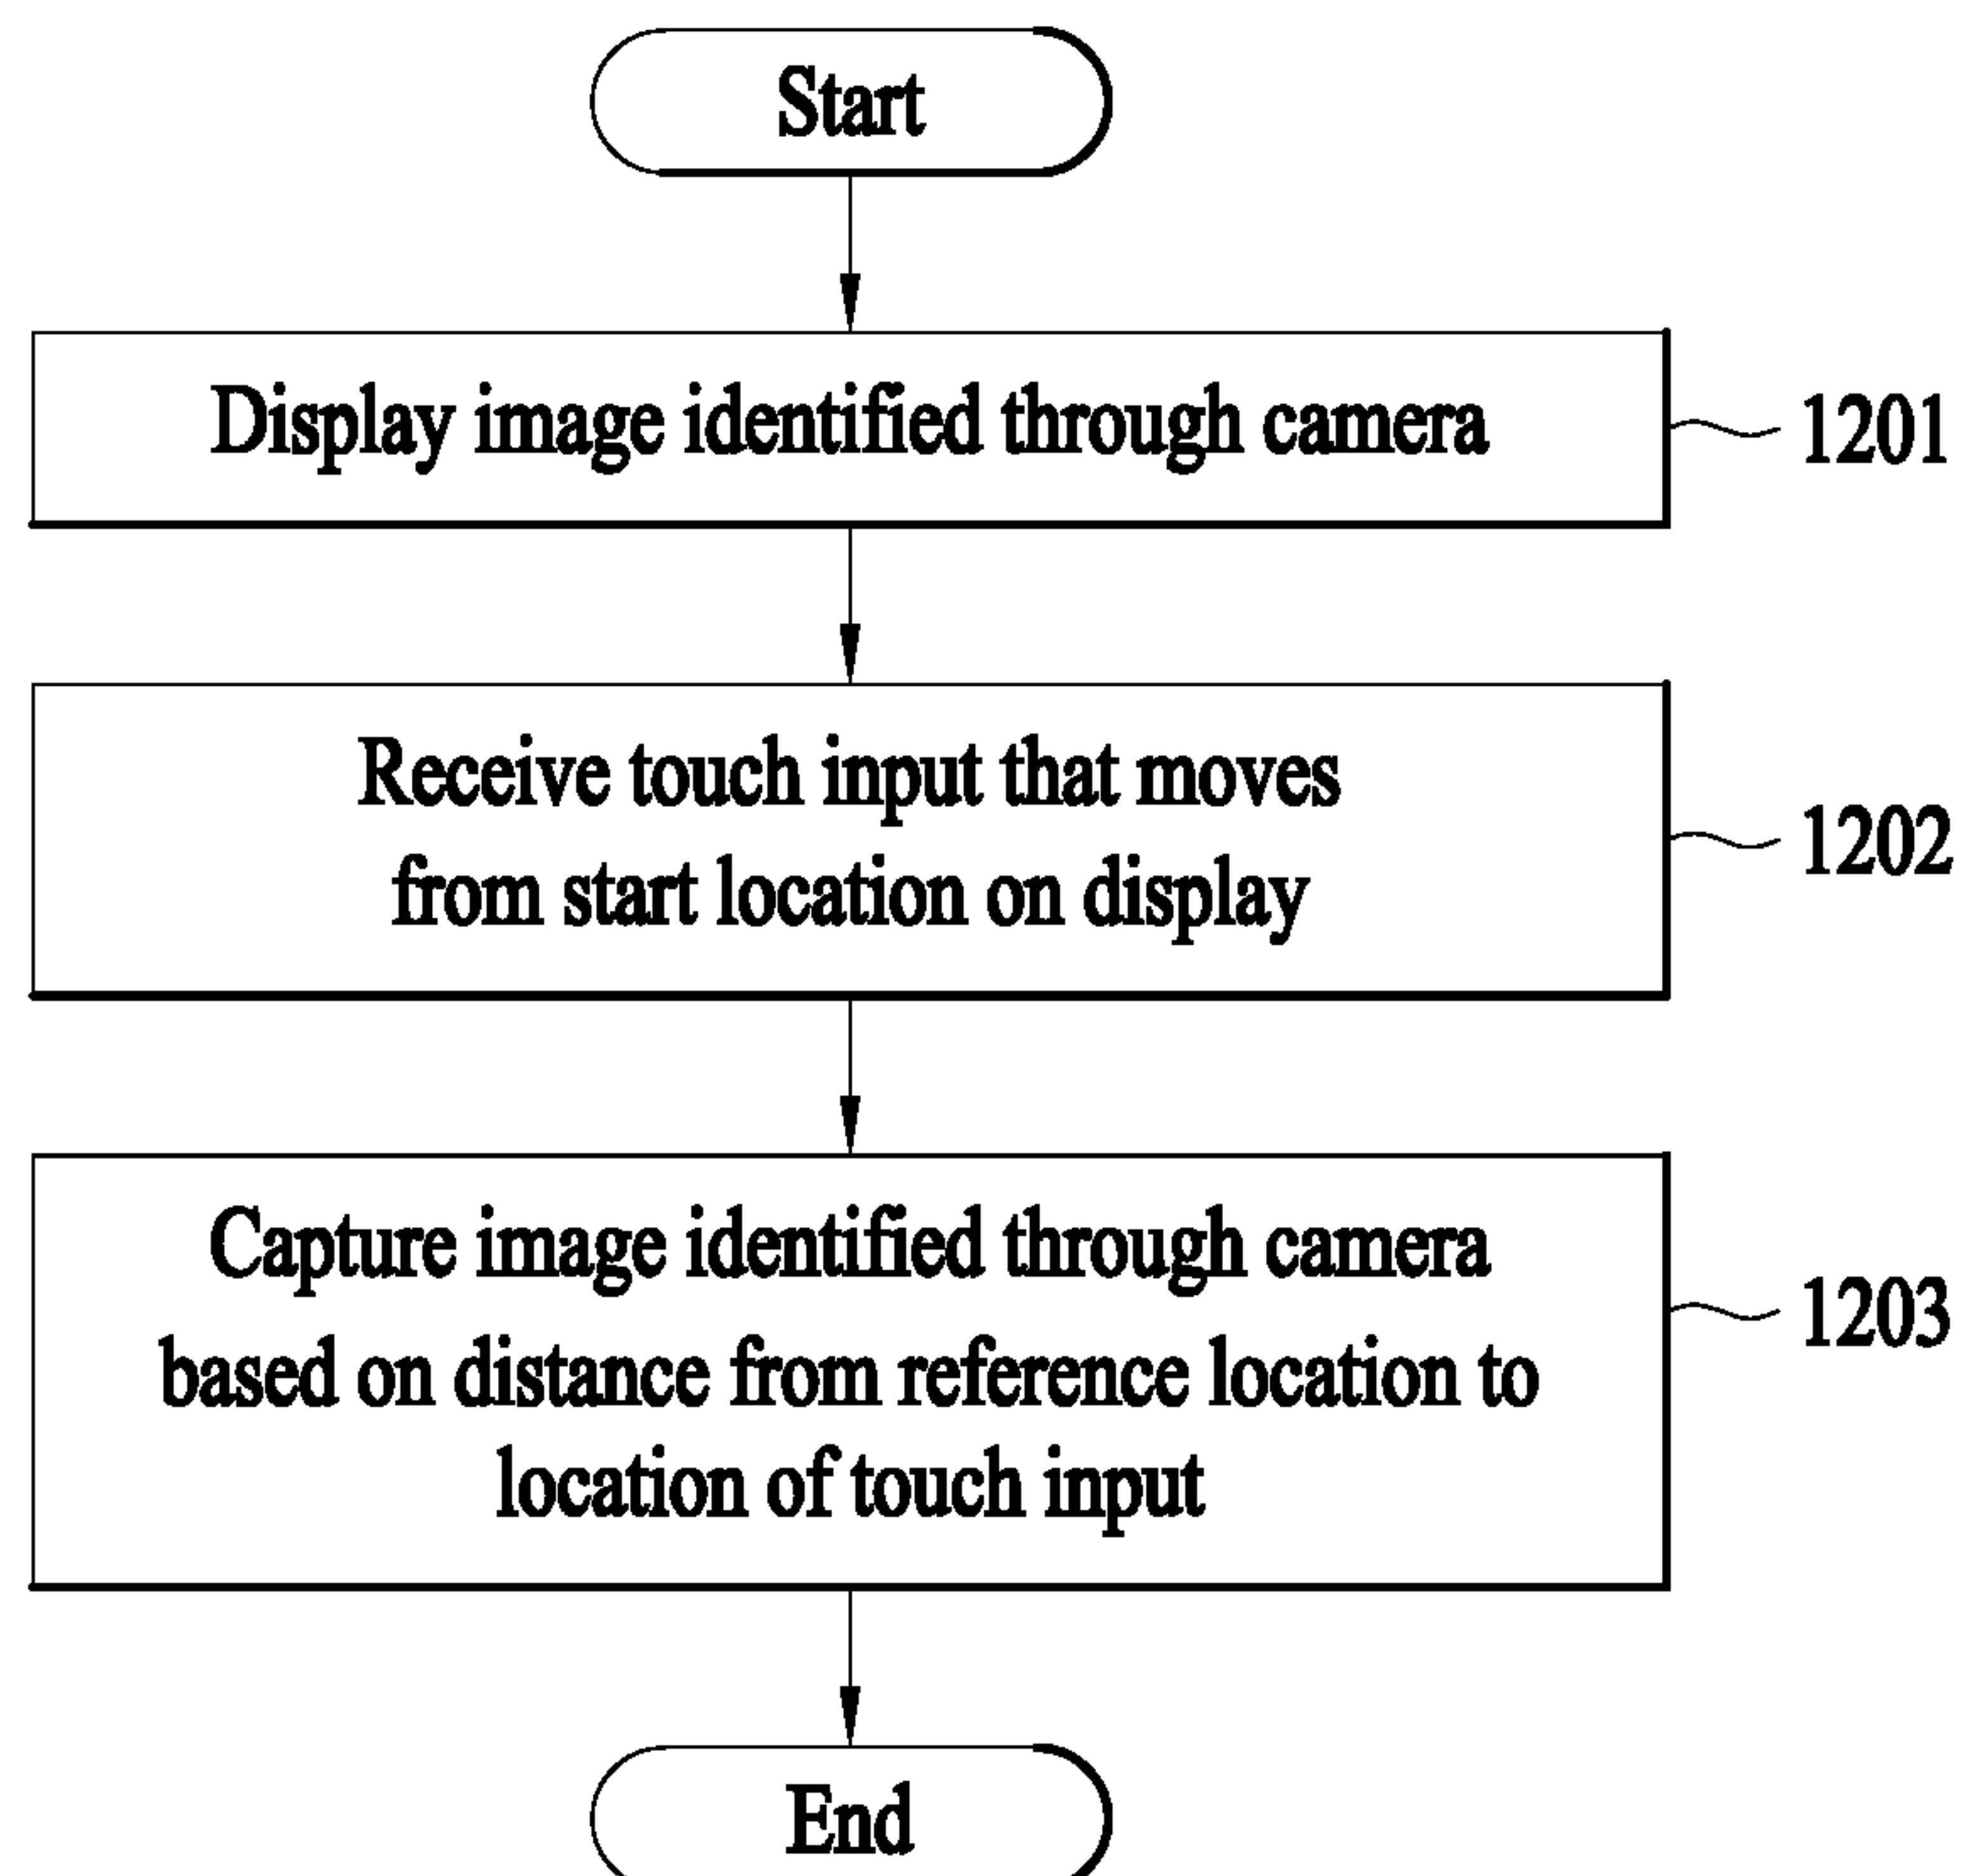 Start
Display image identified through camera
1201
Receive touch input that moves
from start location on display
1202
Capture image identified through camera
based on distance from reference location to
location of touch input
1203
End